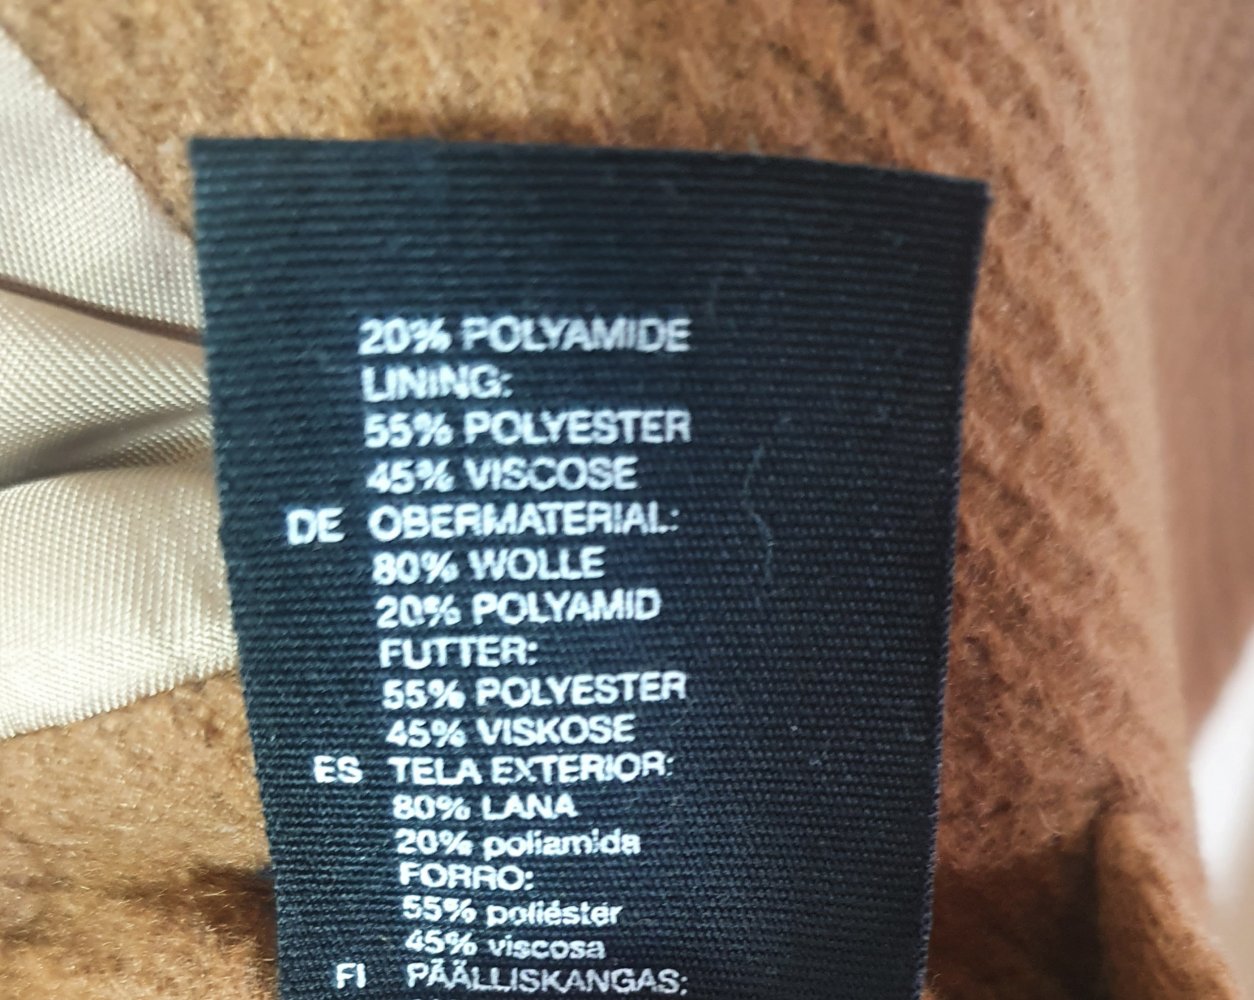 20% POLYAMIDE
LINING:
55% POLYESTER
45% VISCOSE
DE OBERMATERIAL:
80% WOLLE
20% POLYAMID
FUTTER:
55% POLYESTER
45% VISKOSE
ES TELA EXTERIOR:
80% LANA
20% poliamida
FORRO:
55% poliéster
45% viscosa
FI PÄÄLLISKANGAS: